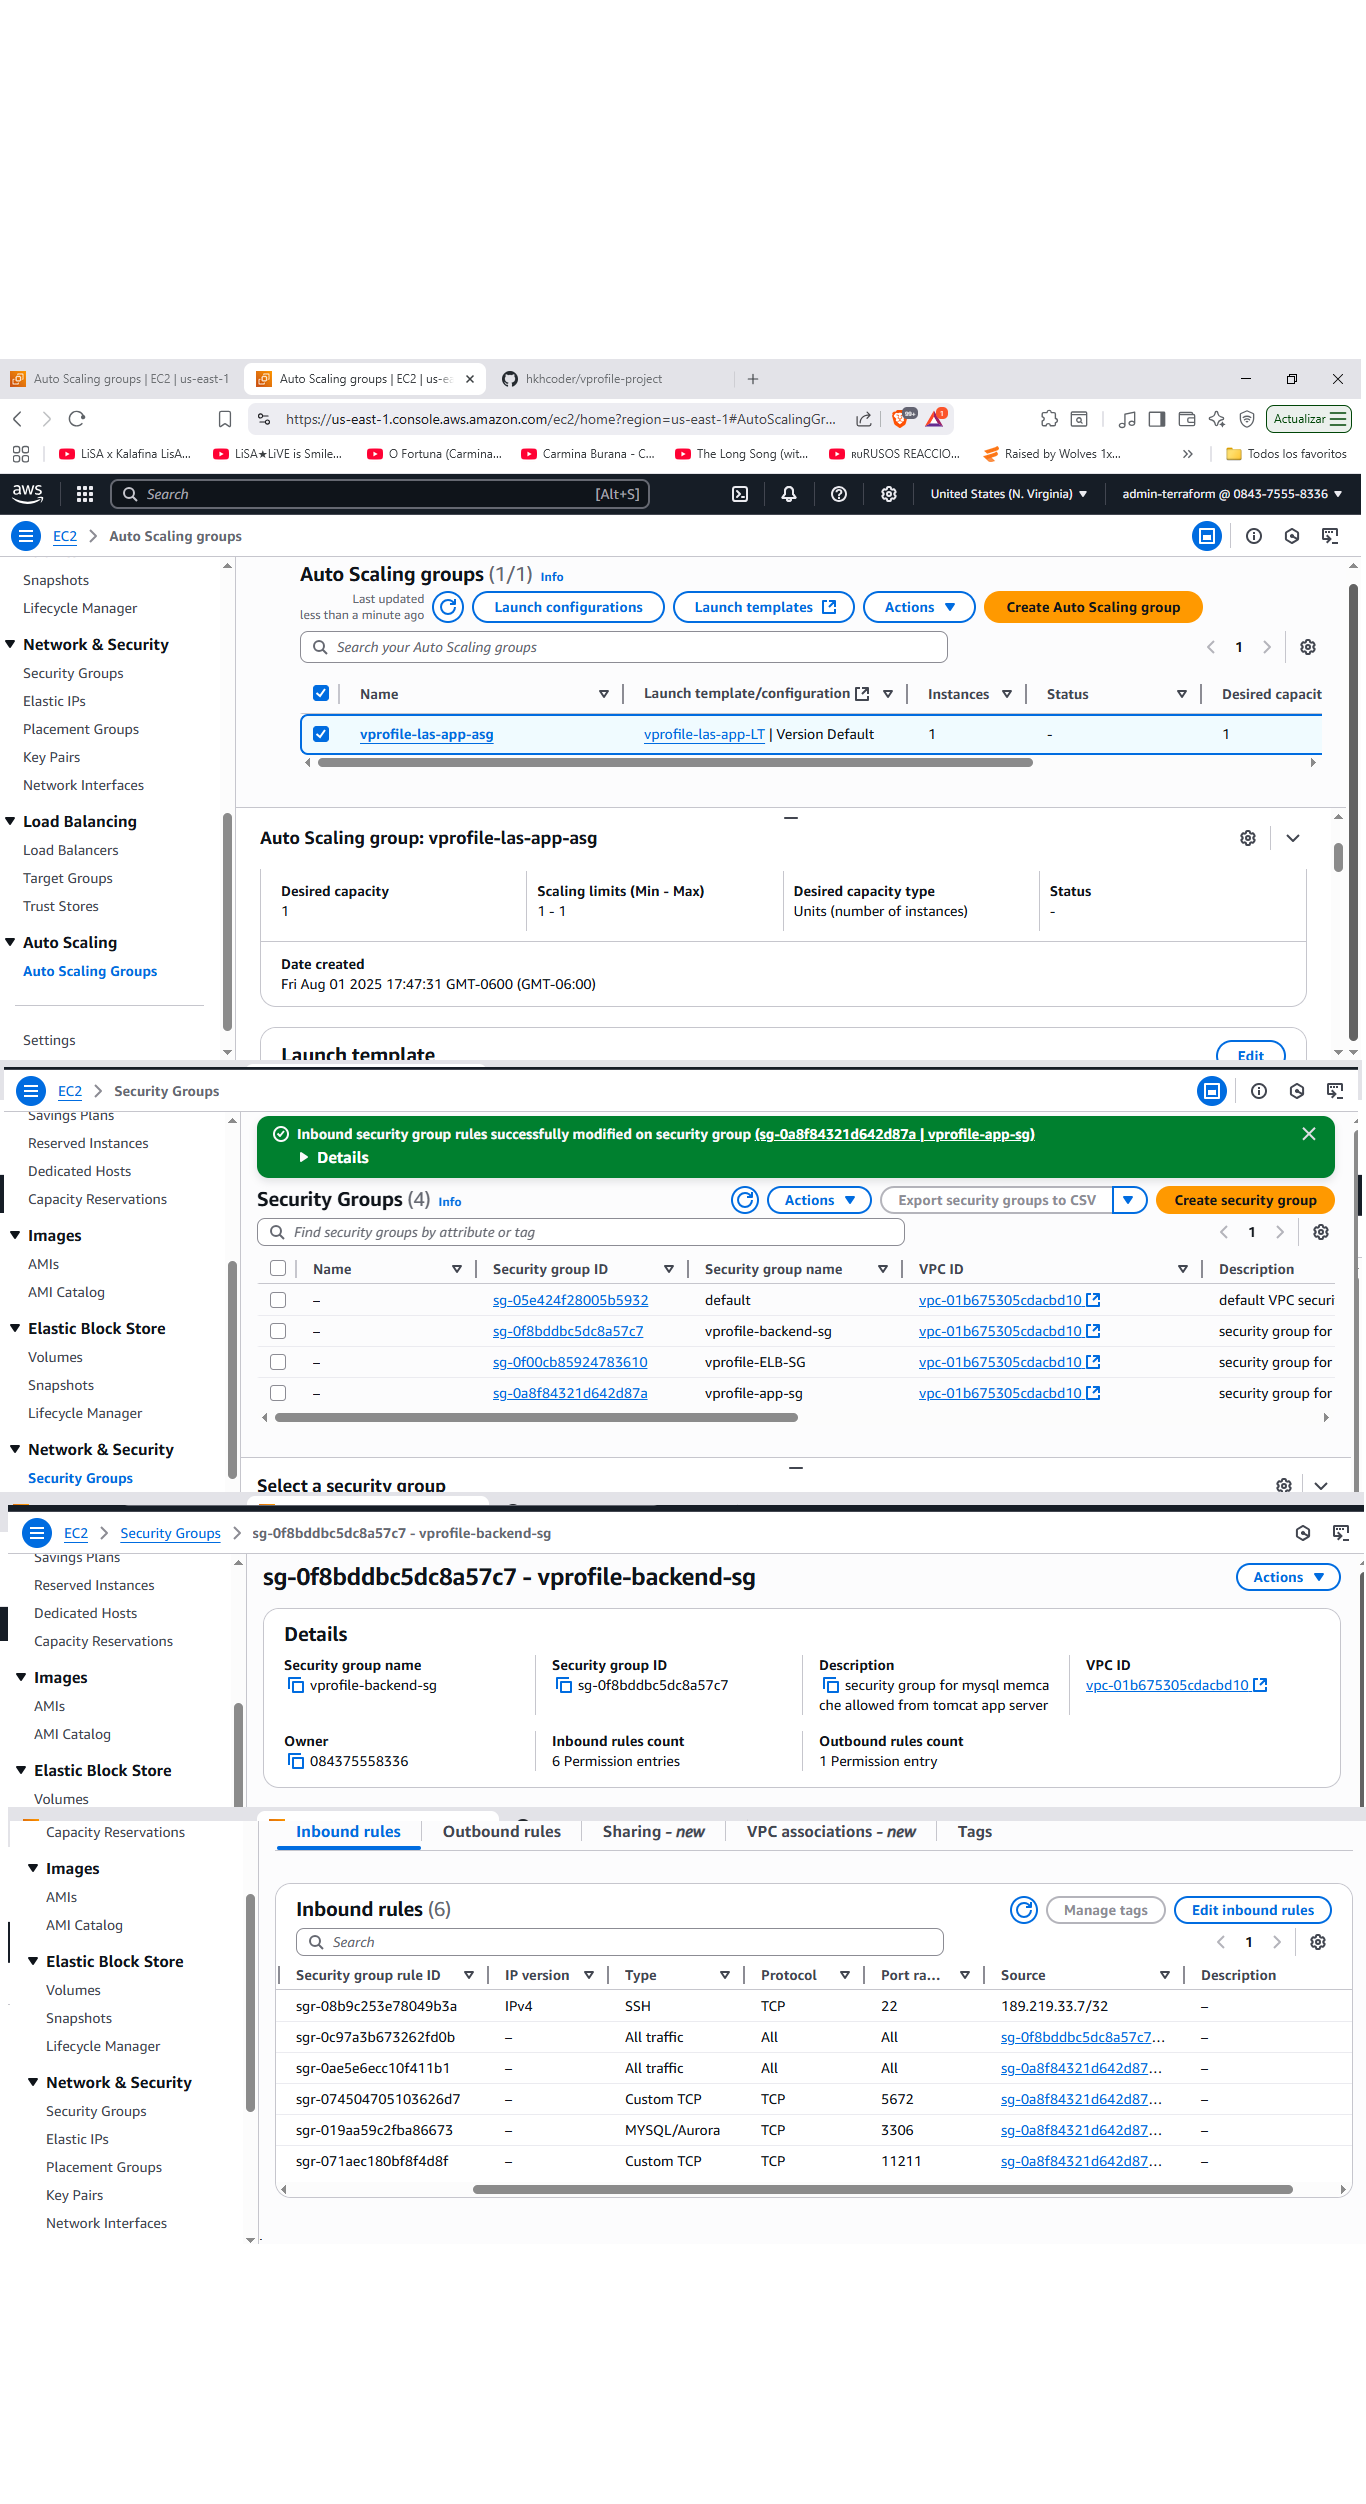 Auto Scaling groups | EC2 | us-east-1
Auto Scaling groups | EC2 | us-ea
hkhcoder/vprofile-project
https://us-east-1.console.aws.amazon.com/ec2/home?region=us-east-1#AutoScalingGr...
99+
1
Actualizar
LiSA x Kalafina LisA...
LiSA★LiVE is Smile...
O Fortuna (Carmina...
Carmina Burana - C...
The Long Song (wit...
ʀᴜRUSOS REACCIO...
Raised by Wolves 1x...
Todos los favoritos
aws
Search
[Alt+S]
United States (N. Virginia)
admin-terraform @ 0843-7555-8336
EC2
Auto Scaling groups
Snapshots
Lifecycle Manager
Network & Security
Security Groups
Elastic IPs
Placement Groups
Key Pairs
Network Interfaces
Load Balancing
Load Balancers
Target Groups
Trust Stores
Auto Scaling
Auto Scaling Groups
Settings
Auto Scaling groups (1/1) Info
Last updated
less than a minute ago
Launch configurations
Launch templates
Actions
Create Auto Scaling group
Search your Auto Scaling groups
1
Name
Launch template/configuration
Instances
Status
Desired capacit
vprofile-las-app-asg
vprofile-las-app-LT | Version Default
1
-
1
Auto Scaling group: vprofile-las-app-asg
Desired capacity
1
Scaling limits (Min - Max)
1 - 1
Desired capacity type
Units (number of instances)
Status
-
Date created
Fri Aug 01 2025 17:47:31 GMT-0600 (GMT-06:00)
Launch template
Edit
EC2
Security Groups
Savings Plans
Reserved Instances
Dedicated Hosts
Capacity Reservations
Images
AMIs
AMI Catalog
Elastic Block Store
Volumes
Snapshots
Lifecycle Manager
Network & Security
Security Groups
Inbound security group rules successfully modified on security group (sg-0a8f84321d642d87a | vprofile-app-sg)
Details
Security Groups (4) Info
Actions
Export security groups to CSV
Create security group
Find security groups by attribute or tag
1
Name
Security group ID
Security group name
VPC ID
Description
– sg-05e424f28005b5932 default vpc-01b675305cdacbd10 default VPC securi
– sg-0f8bddbc5dc8a57c7 vprofile-backend-sg vpc-01b675305cdacbd10 security group for
– sg-0f00cb85924783610 vprofile-ELB-SG vpc-01b675305cdacbd10 security group for
– sg-0a8f84321d642d87a vprofile-app-sg vpc-01b675305cdacbd10 security group for
Select a security group
EC2
Security Groups
sg-0f8bddbc5dc8a57c7 - vprofile-backend-sg
Savings Plans
Reserved Instances
Dedicated Hosts
Capacity Reservations
Images
AMIs
AMI Catalog
Elastic Block Store
Volumes
sg-0f8bddbc5dc8a57c7 - vprofile-backend-sg
Actions
Details
Security group name
vprofile-backend-sg
Security group ID
sg-0f8bddbc5dc8a57c7
Description
security group for mysql memca
che allowed from tomcat app server
VPC ID
vpc-01b675305cdacbd10
Owner
084375558336
Inbound rules count
6 Permission entries
Outbound rules count
1 Permission entry
Capacity Reservations
Images
AMIs
AMI Catalog
Elastic Block Store
Volumes
Snapshots
Lifecycle Manager
Network & Security
Security Groups
Elastic IPs
Placement Groups
Key Pairs
Network Interfaces
Inbound rules
Outbound rules
Sharing - new
VPC associations - new
Tags
Inbound rules (6)
Manage tags
Edit inbound rules
Search
1
Security group rule ID
IP version
Type
Protocol
Port ra...
Source
Description
sgr-08b9c253e78049b3a IPv4 SSH TCP 22 189.219.33.7/32 –
sgr-0c97a3b673262fd0b – All traffic All All sg-0f8bddbc5dc8a57c7... –
sgr-0ae5e6ecc10f411b1 – All traffic All All sg-0a8f84321d642d87... –
sgr-074504705103626d7 – Custom TCP TCP 5672 sg-0a8f84321d642d87... –
sgr-019aa59c2fba86673 – MYSQL/Aurora TCP 3306 sg-0a8f84321d642d87... –
sgr-071aec180bf8f4d8f – Custom TCP TCP 11211 sg-0a8f84321d642d87... –